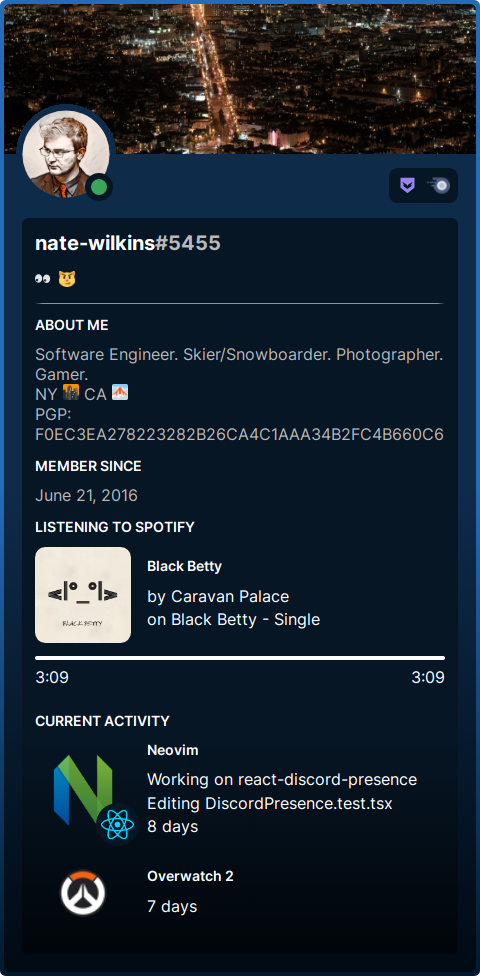 nate-wilkins#5455
👀 😼
ABOUT ME
Software Engineer. Skier/Snowboarder. Photographer.
Gamer.
NY 🌆 CA 🌁
PGP:
F0EC3EA278223282B26CA4C1AAA34B2FC4B660C6
MEMBER SINCE
June 21, 2016
LISTENING TO SPOTIFY
<|°_°|>
BLACK BETTY
Black Betty
by Caravan Palace
on Black Betty - Single
3:09 3:09
CURRENT ACTIVITY
Neovim
Working on react-discord-presence
Editing DiscordPresence.test.tsx
8 days
Overwatch 2
7 days